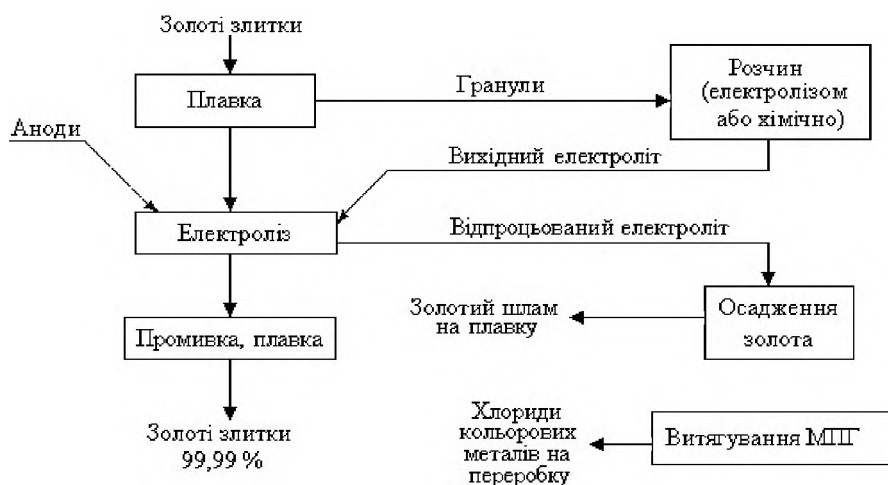 Золоті злитки
Плавка
Гранули
Розчин
(електролізом
або хімічно)
Аноди
Вихідний електроліт
Електроліз
Відпроцьований електроліт
Промивка, плавка
Золотий шлам
на плавку
Осадження
золота
Золоті злитки
99,99 %
Хлориди
кольорових
металів на
переробку
Витягування МПГ